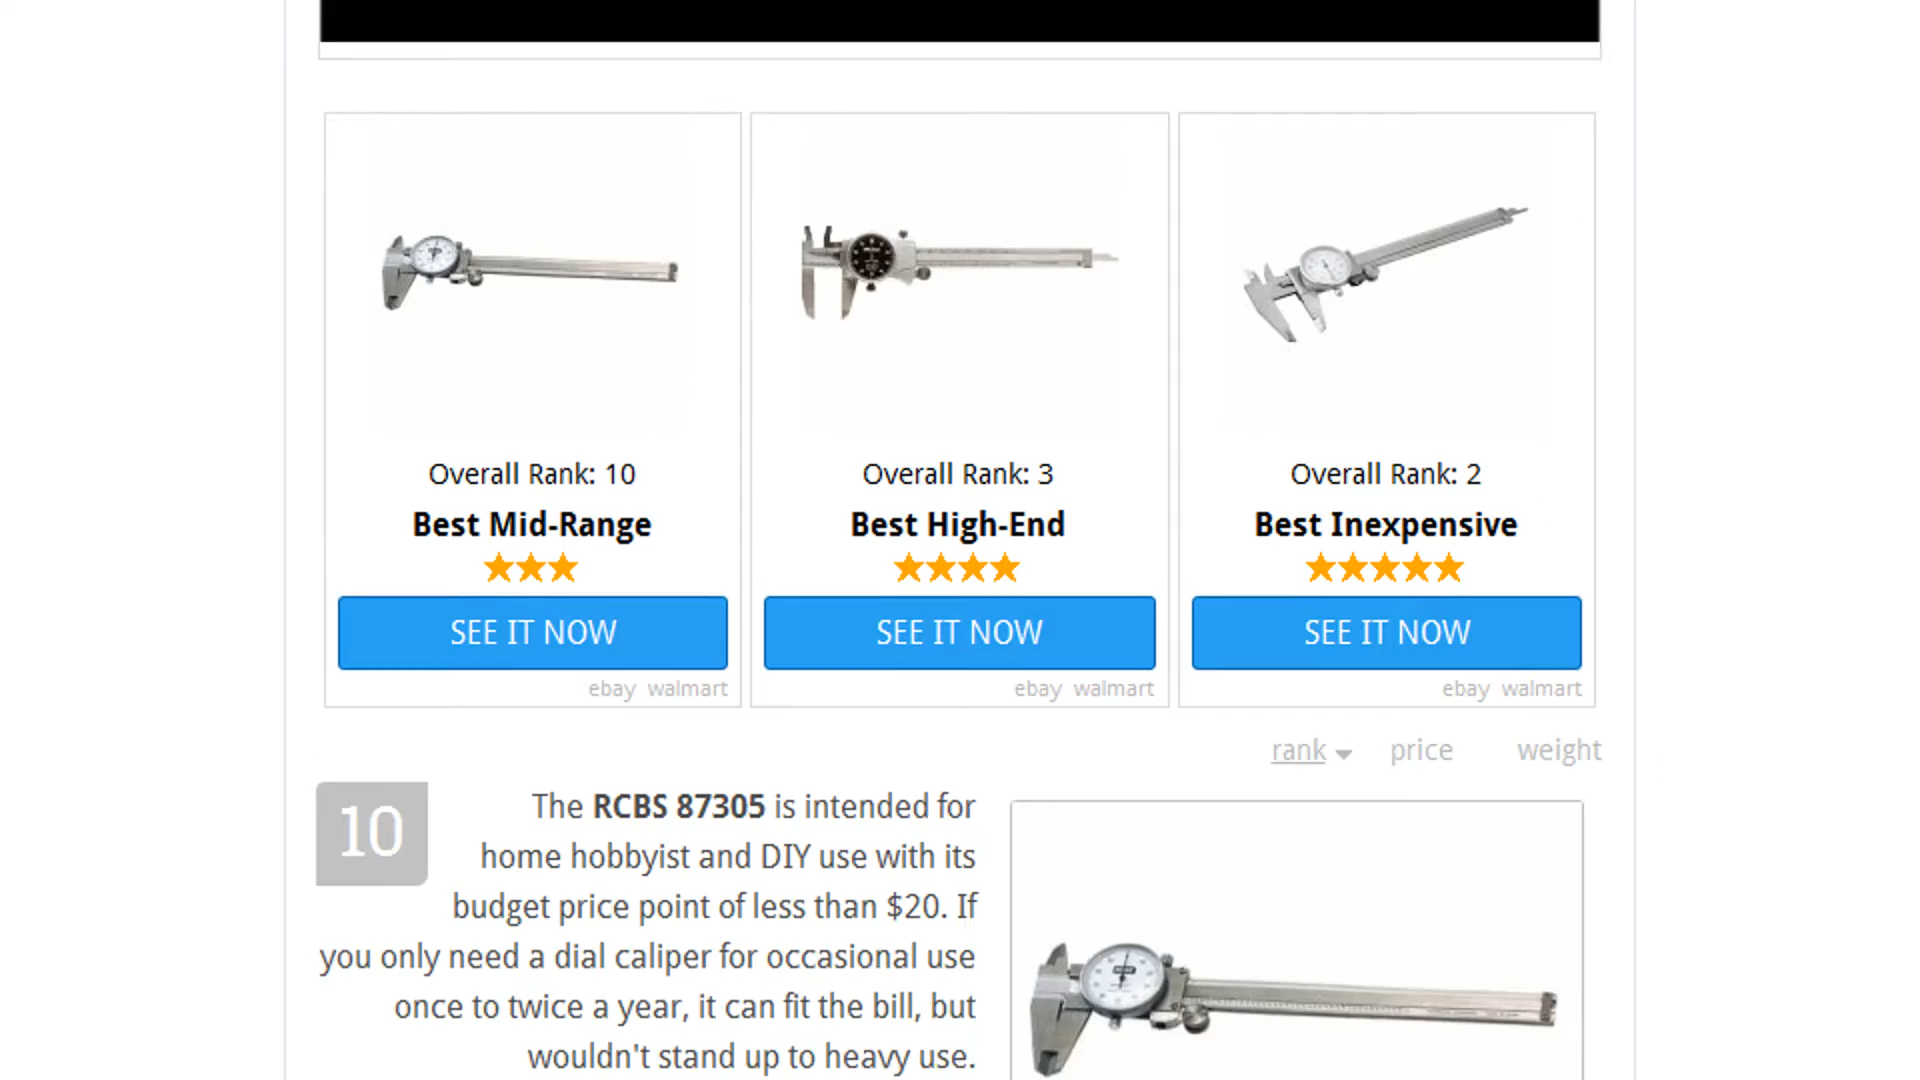 Overall Rank: 10
Best Mid-Range
SEE IT NOW
ebay walmart
Overall Rank: 3
Best High-End
SEE IT NOW
ebay walmart
Overall Rank: 2
Best Inexpensive
SEE IT NOW
ebay walmart
rank price weight
10
The RCBS 87305 is intended for
home hobbyist and DIY use with its
budget price point of less than $20. If
you only need a dial caliper for occasional use
once to twice a year, it can fit the bill, but
wouldn't stand up to heavy use.